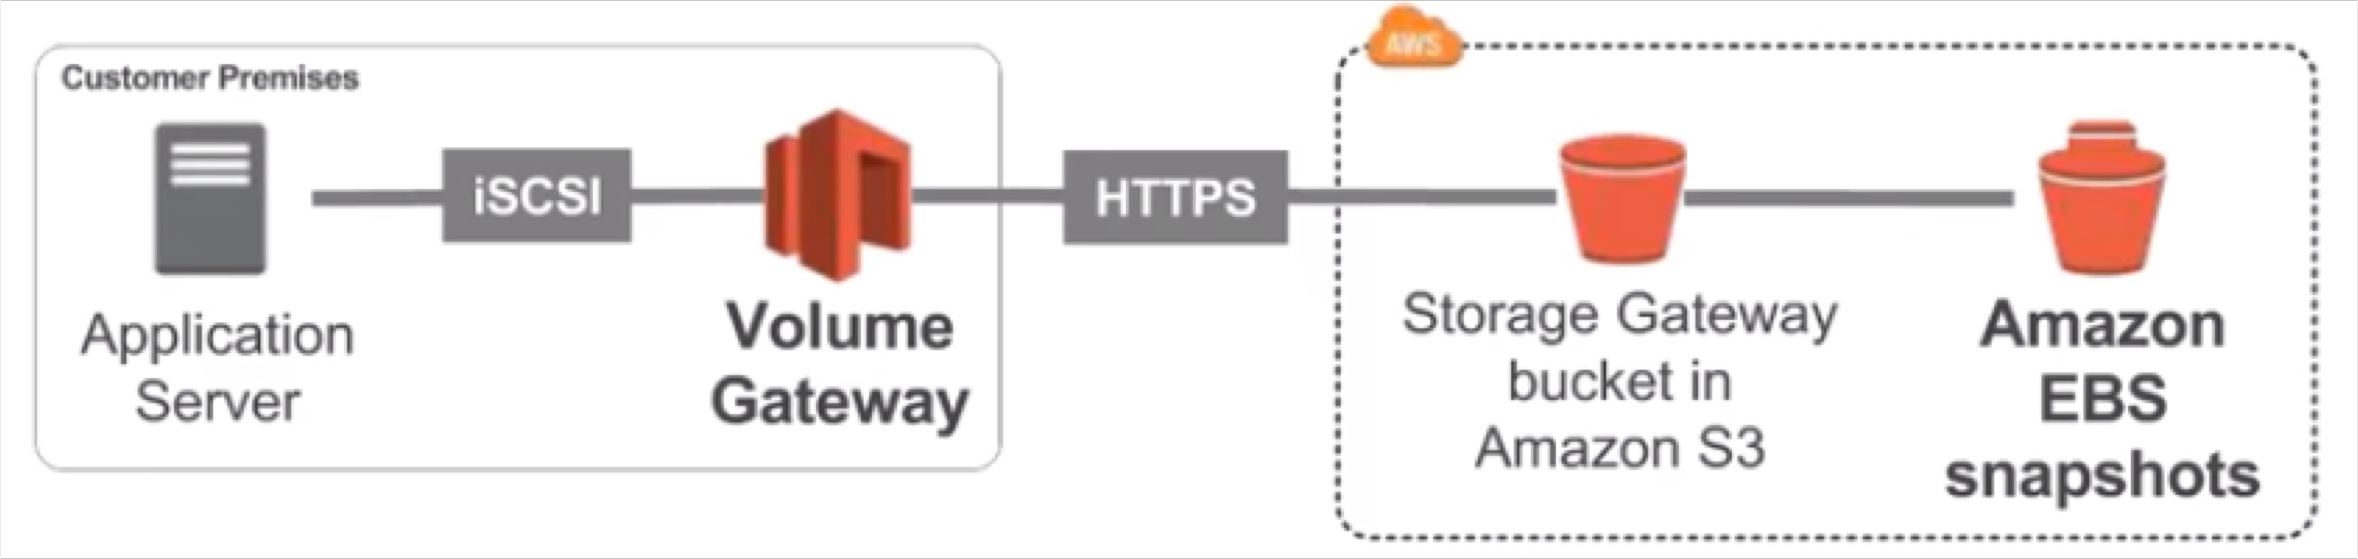 AWS
Customer Premises
iSCSI
HTTPS
Application
Server
Volume
Gateway
Storage Gateway
bucket in
Amazon S3
Amazon
EBS
snapshots